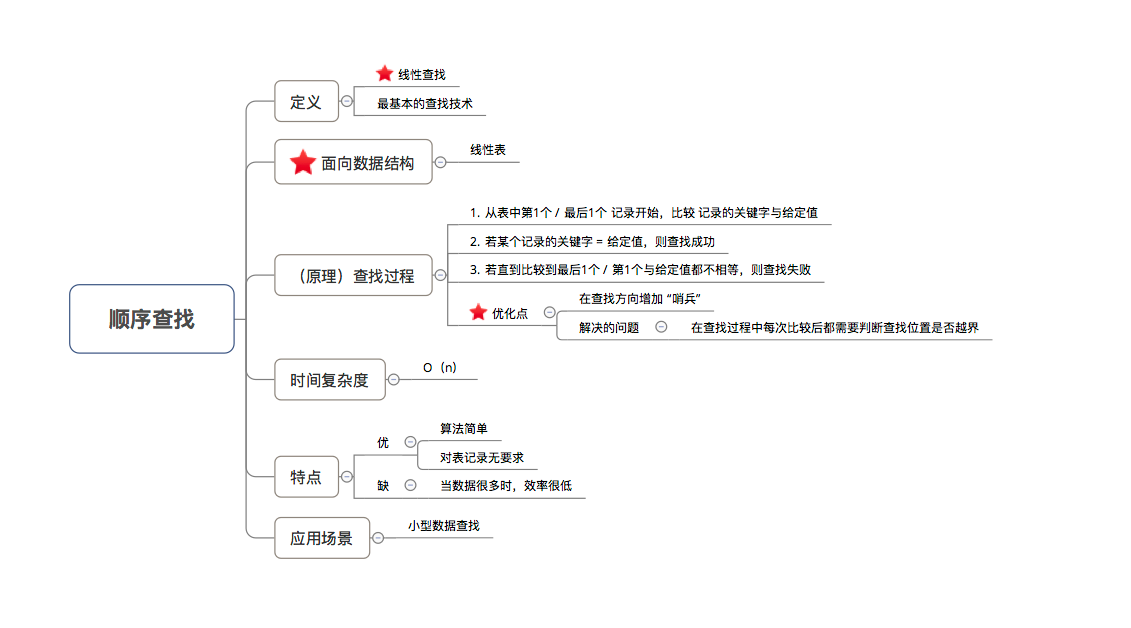 顺序查找
定义
线性查找
最基本的查找技术
面向数据结构
线性表
（原理）查找过程
1. 从表中第1个 / 最后1个 记录开始，比较 记录的关键字与给定值
2. 若某个记录的关键字 = 给定值，则查找成功
3. 若直到比较到最后1个 / 第1个与给定值都不相等，则查找失败
优化点
在查找方向增加 “哨兵”
解决的问题
在查找过程中每次比较后都需要判断查找位置是否越界
时间复杂度
O（n）
特点
优
算法简单
对表记录无要求
缺
当数据很多时，效率很低
应用场景
小型数据查找